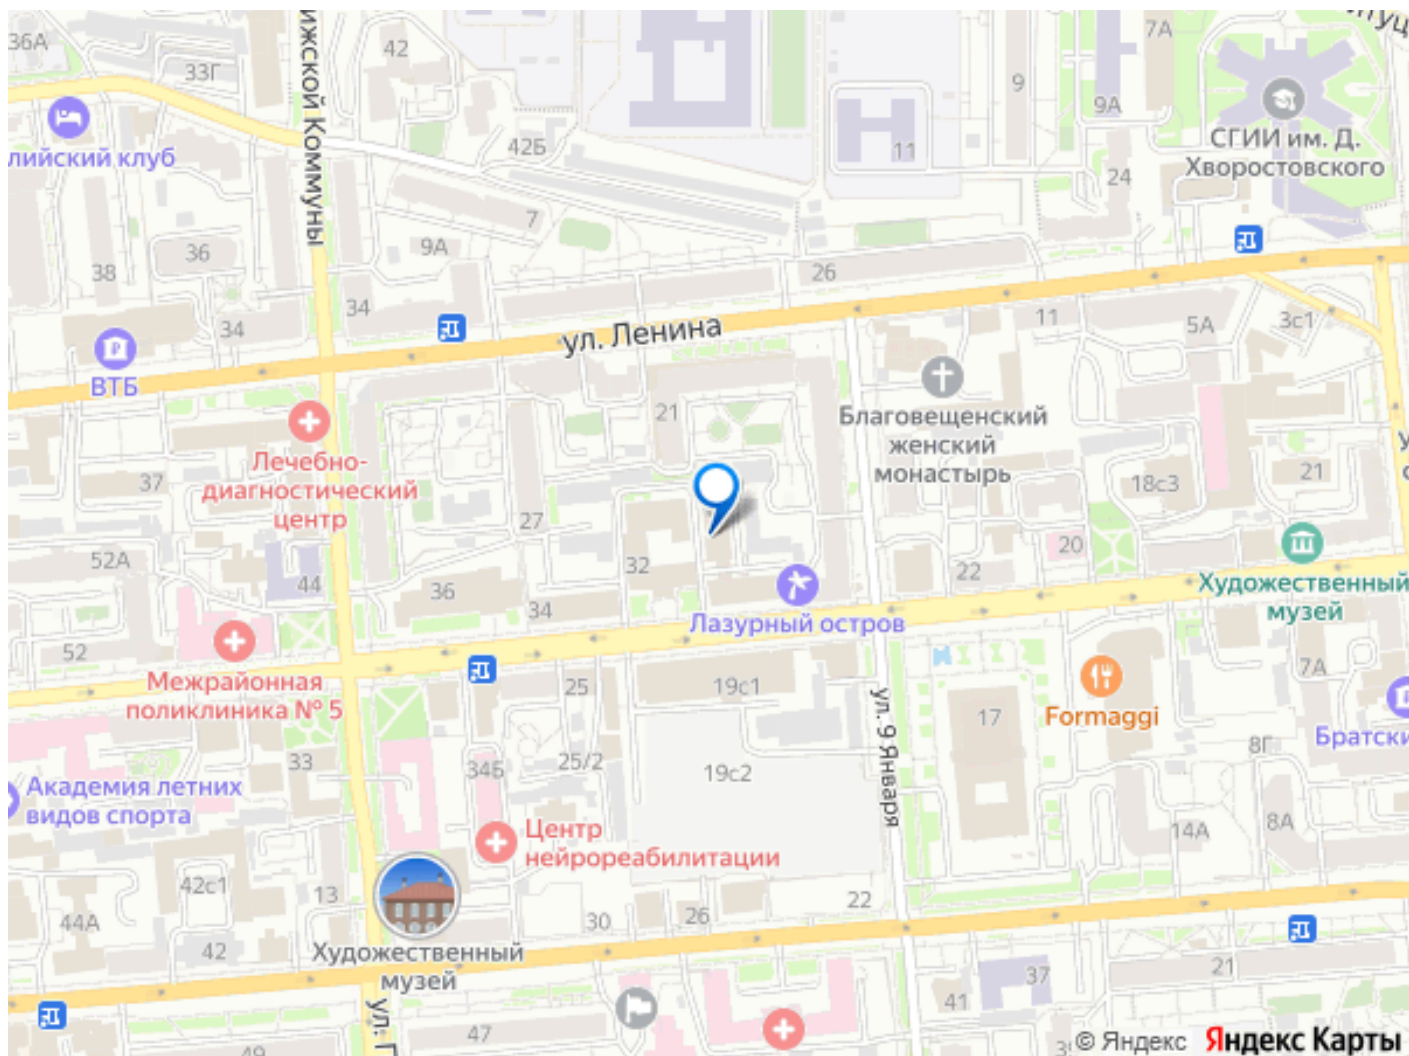 36А
33Г
42
ижской Коммуны
лийский клуб
38
36
34
42Б
7
9А
34
26
11
9
7А
9А
24
СГИИ им. Д.
Хворостовского
ВТБ
ул. Ленина
11
5А
3с1
21
Благовещенский
женский
монастырь
Лечебно-
диагностический
центр
37
52А
44
52
27
36
34
32
18с3
21
20
22
Художественный
музей
Лазурный остров
Межрайонная
поликлиника № 5
25
19с1
19с2
25/2
34Б
33
ул. 9 Января
17
Formaggi
7А
8Г
Братски
14А
8А
Академия летних
видов спорта
Центр
нейрореабилитации
42с1
44А
42
13
Художественный
музей
30
26
22
ул. П
47
49
41
37
21
© Яндекс
Яндекс Карты